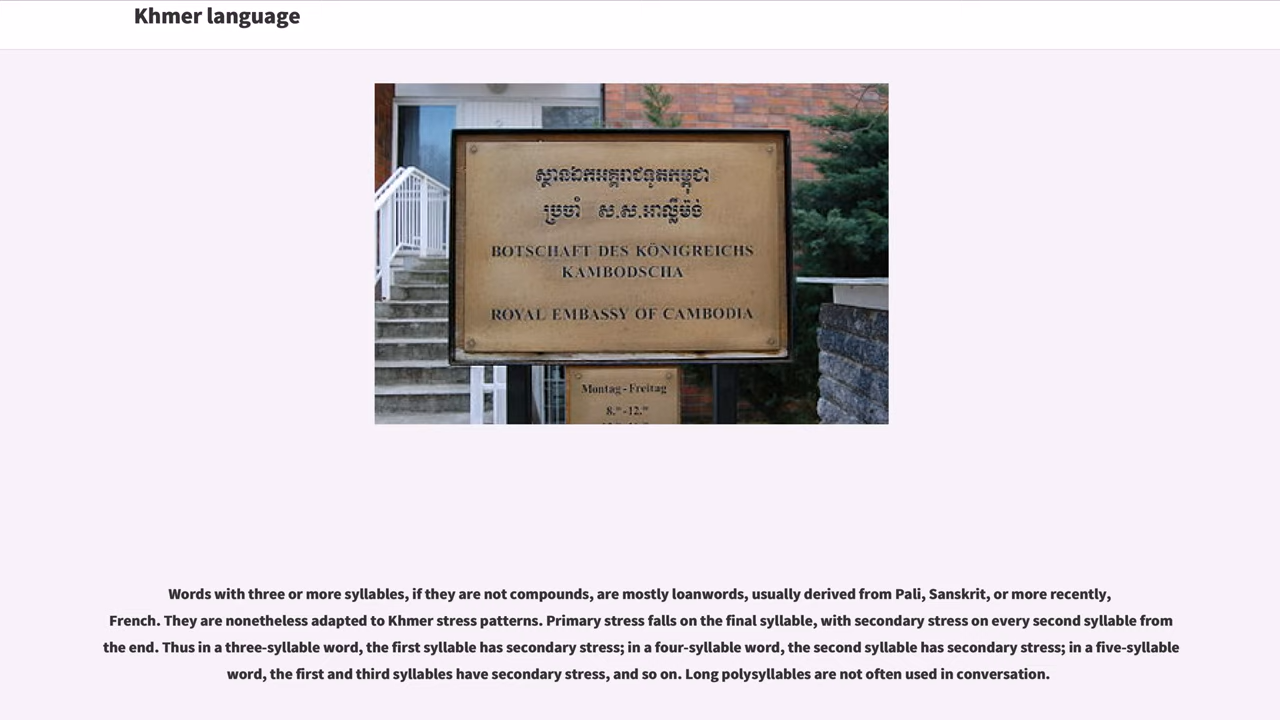 Khmer language
ស្ថានឯកអគ្គរាជទូតកម្ពុជា
ប្រចាំ ស.ស.អាល្លឺម៉ង់
BOTSCHAFT DES KÖNIGREICHS
KAMBODSCHA
ROYAL EMBASSY OF CAMBODIA
Montag - Freitag
8.⁰⁰ -12.⁰⁰
Words with three or more syllables, if they are not compounds, are mostly loanwords, usually derived from Pali, Sanskrit, or more recently,
French. They are nonetheless adapted to Khmer stress patterns. Primary stress falls on the final syllable, with secondary stress on every second syllable from
the end. Thus in a three-syllable word, the first syllable has secondary stress; in a four-syllable word, the second syllable has secondary stress; in a five-syllable
word, the first and third syllables have secondary stress, and so on. Long polysyllables are not often used in conversation.